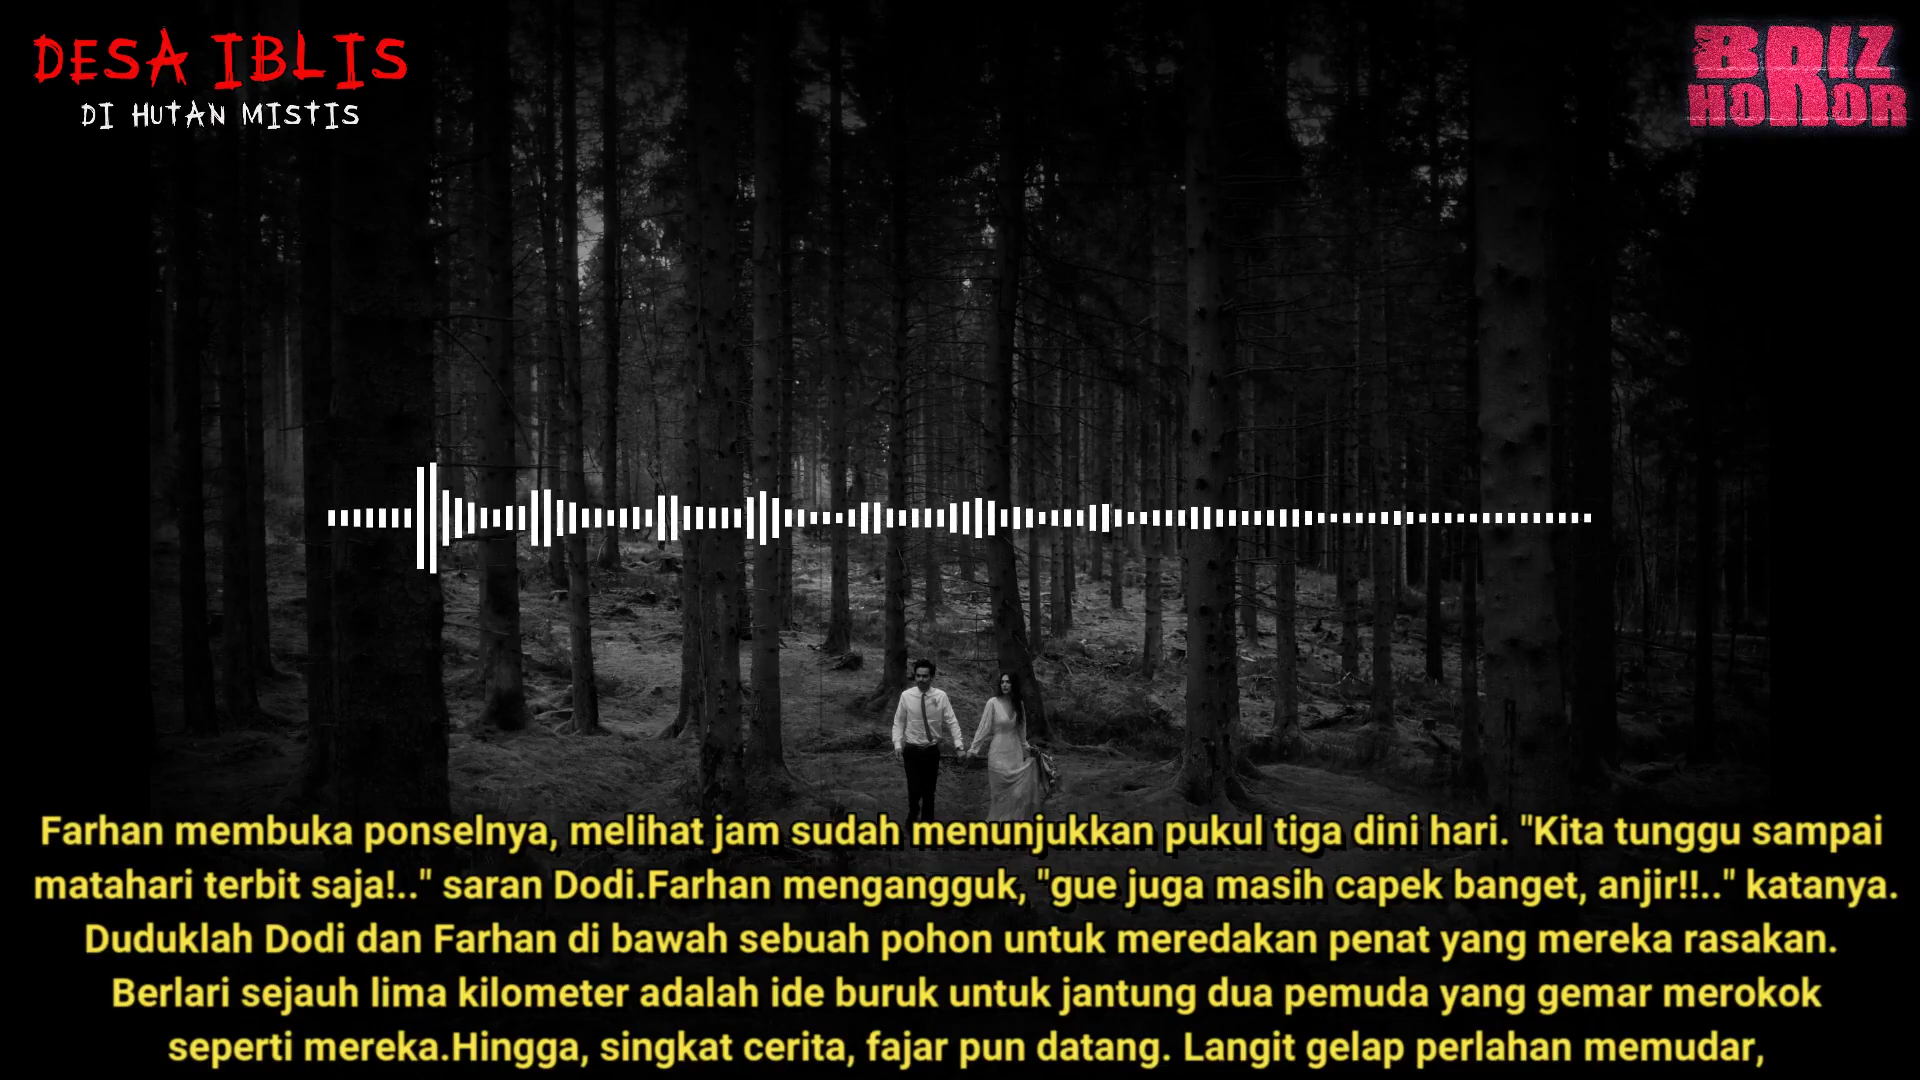 DESA IBLIS
DI HUTAN MISTIS
BRIZ
HOROR
Farhan membuka ponselnya, melihat jam sudah menunjukkan pukul tiga dini hari. "Kita tunggu sampai
matahari terbit saja!.." saran Dodi.Farhan mengangguk, "gue juga masih capek banget, anjir!!.." katanya.
Duduklah Dodi dan Farhan di bawah sebuah pohon untuk meredakan penat yang mereka rasakan.
Berlari sejauh lima kilometer adalah ide buruk untuk jantung dua pemuda yang gemar merokok
seperti mereka.Hingga, singkat cerita, fajar pun datang. Langit gelap perlahan memudar,